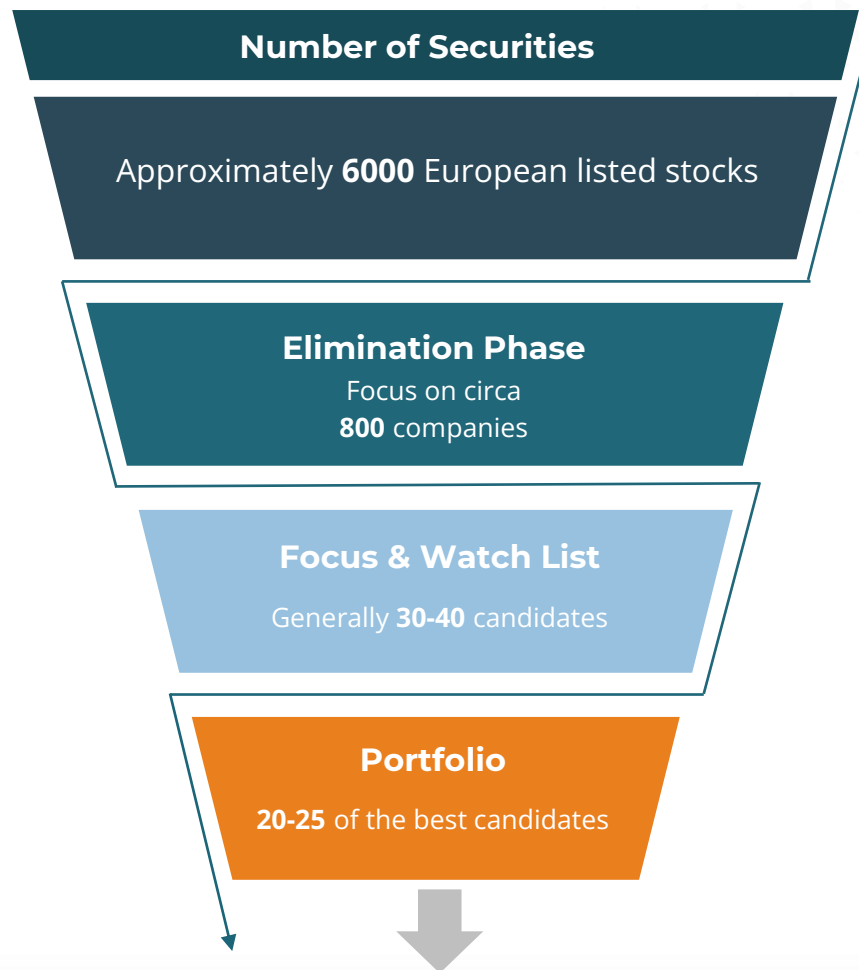 Number of Securities
Approximately 6000 European listed stocks
Elimination Phase
Focus on circa
800 companies
Focus & Watch List
Generally 30-40 candidates
Portfolio
20-25 of the best candidates